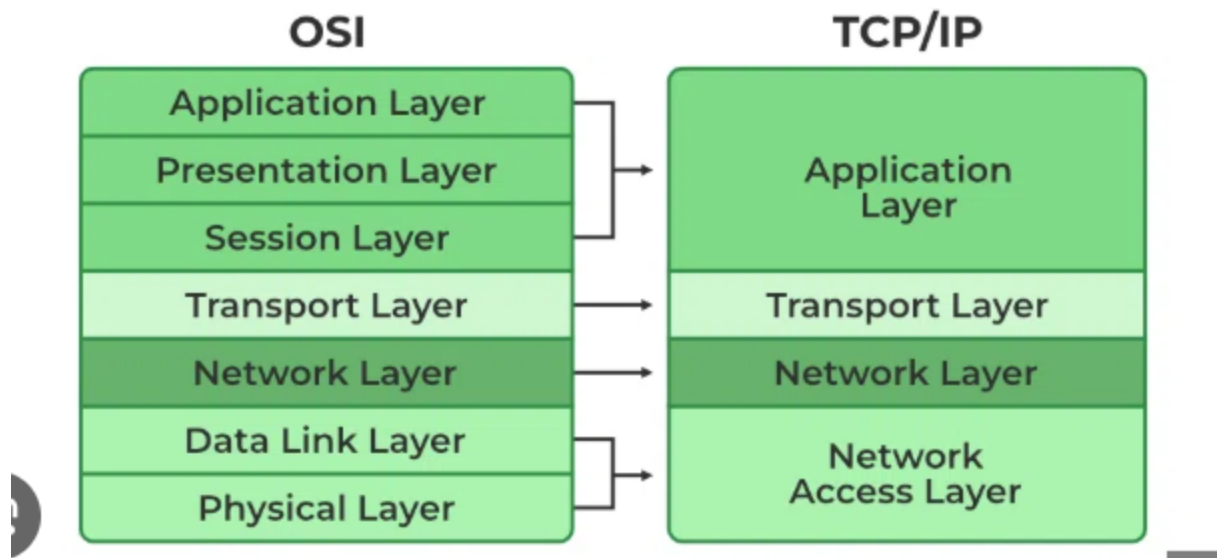 OSI
Application Layer
Presentation Layer
Session Layer
Transport Layer
Network Layer
Data Link Layer
Physical Layer
TCP/IP
Application
Layer
Transport Layer
Network Layer
Network
Access Layer